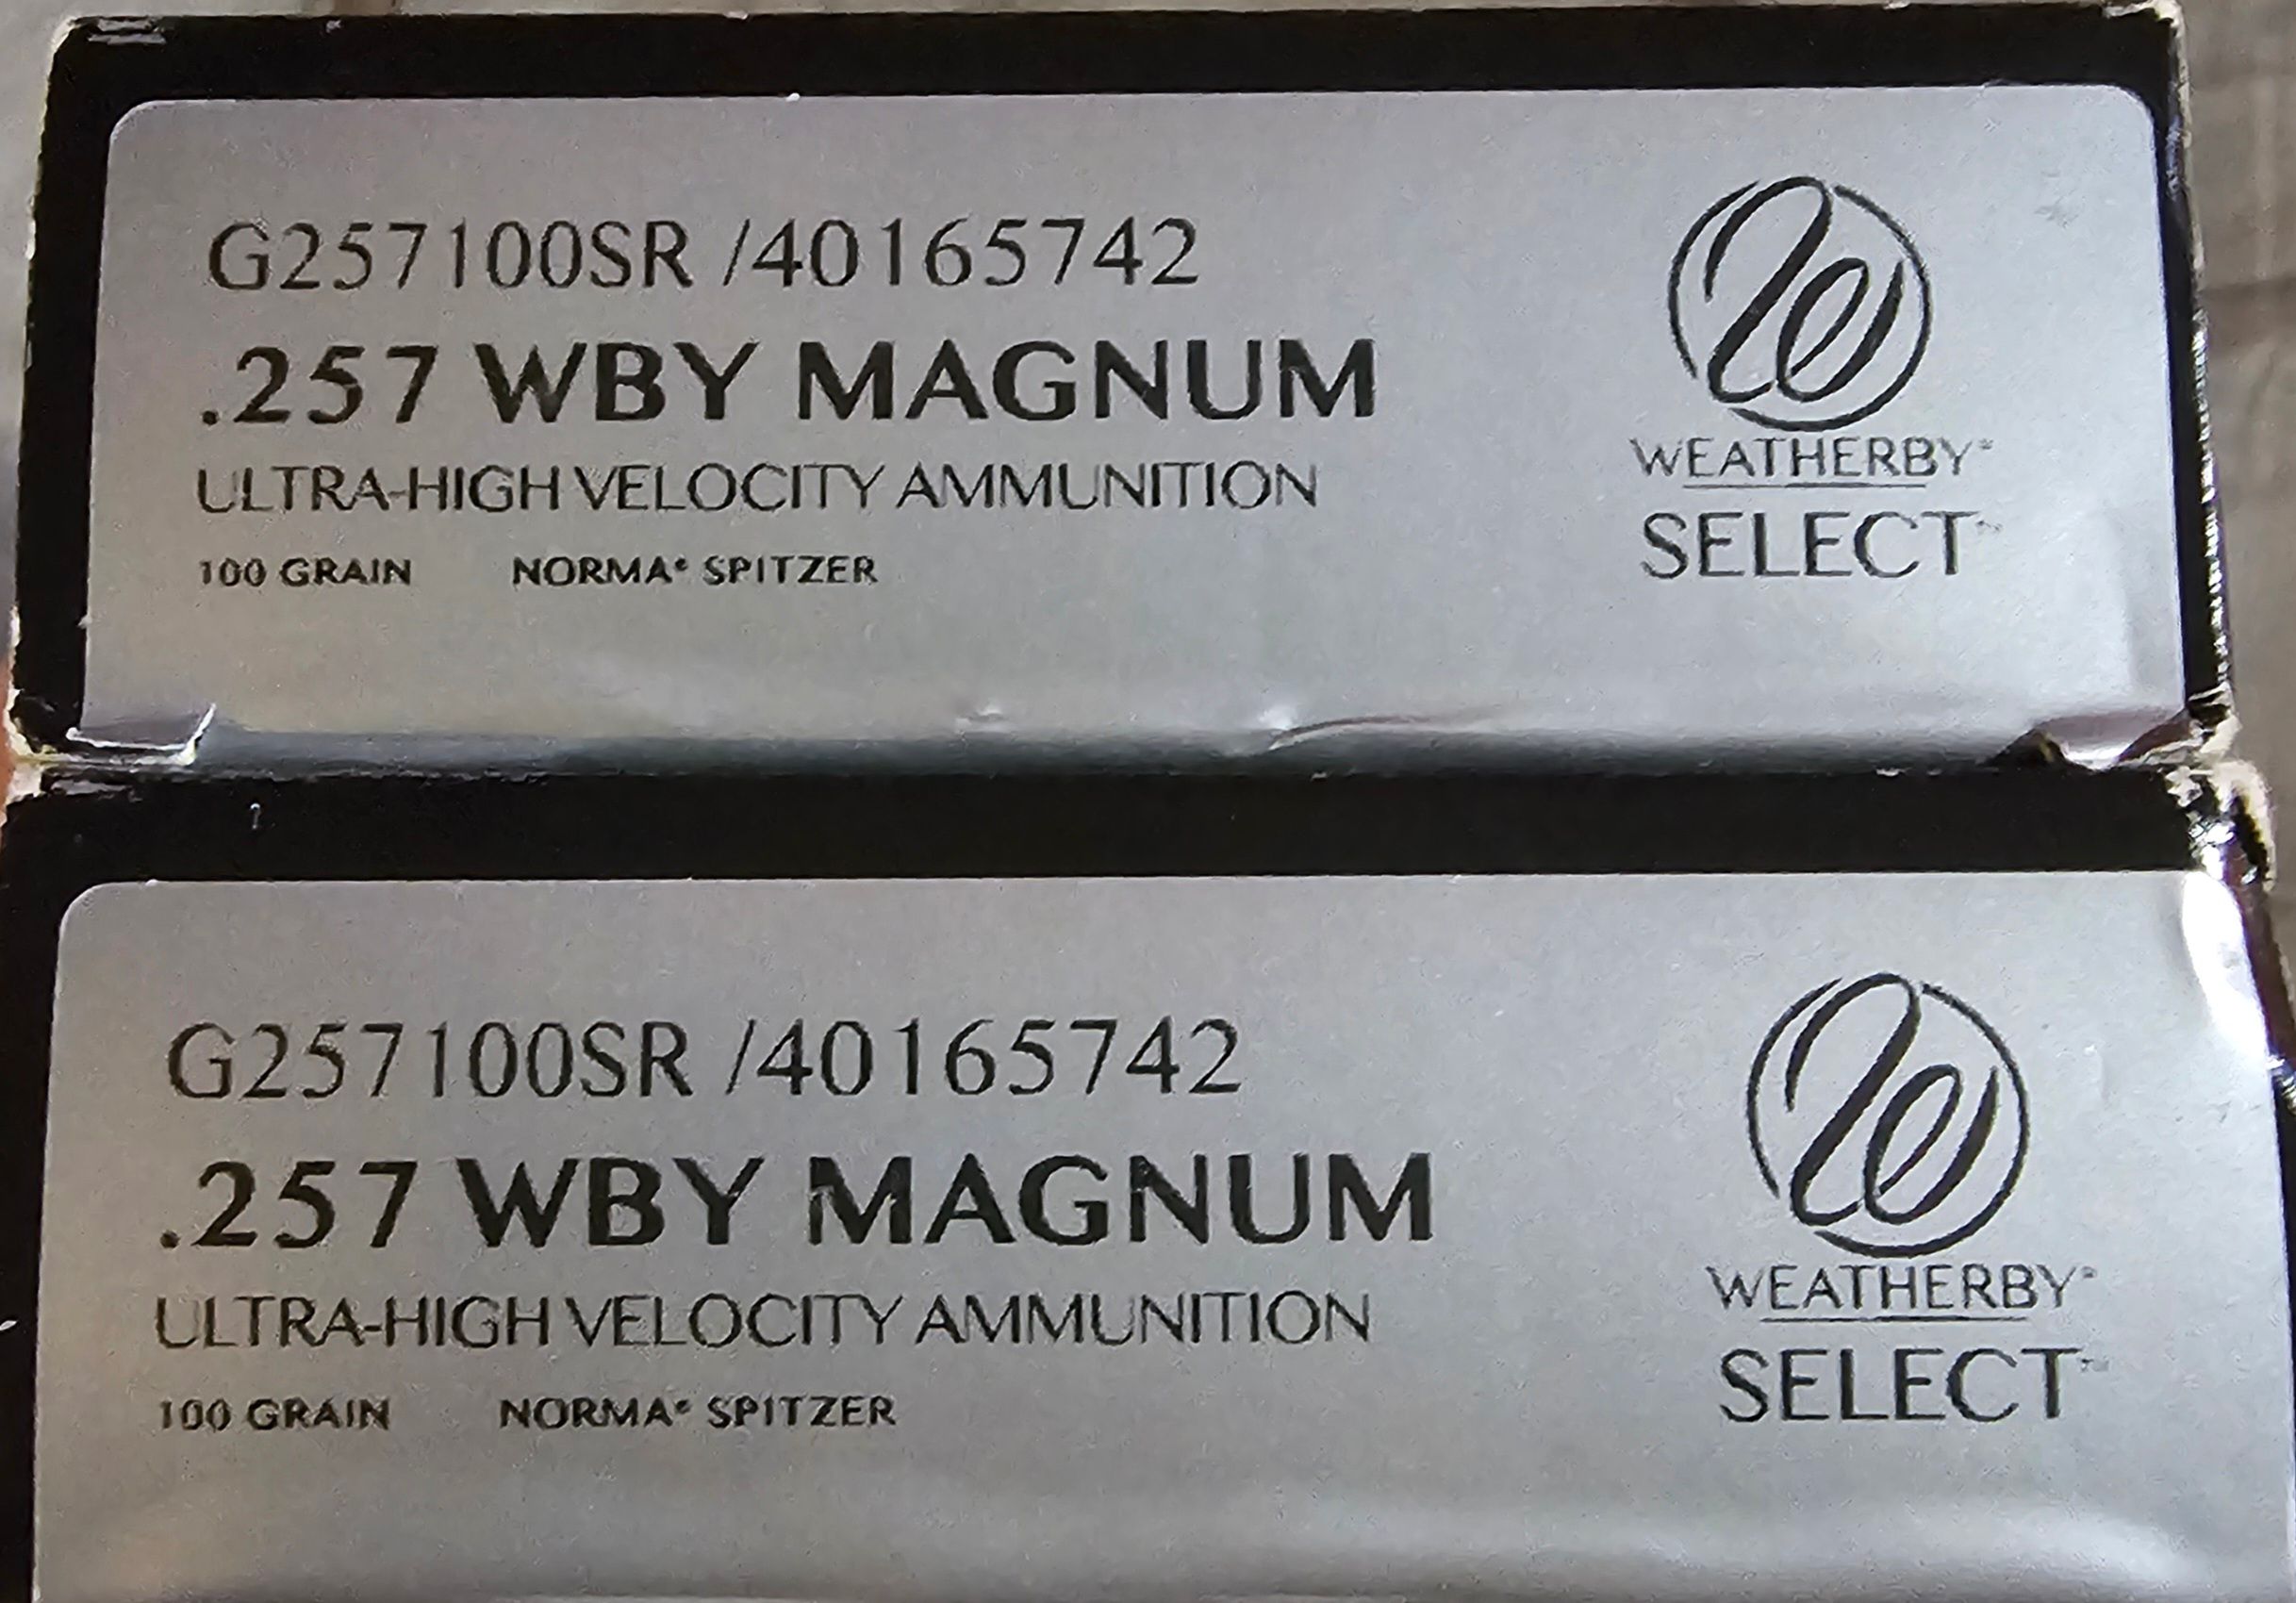 G257100SR /40165742
.257 WBY MAGNUM
ULTRA-HIGH VELOCITY AMMUNITION
100 GRAIN NORMA® SPITZER
W
WEATHERBY®
SELECT™
G257100SR /40165742
.257 WBY MAGNUM
ULTRA-HIGH VELOCITY AMMUNITION
100 GRAIN NORMA® SPITZER
W
WEATHERBY®
SELECT™